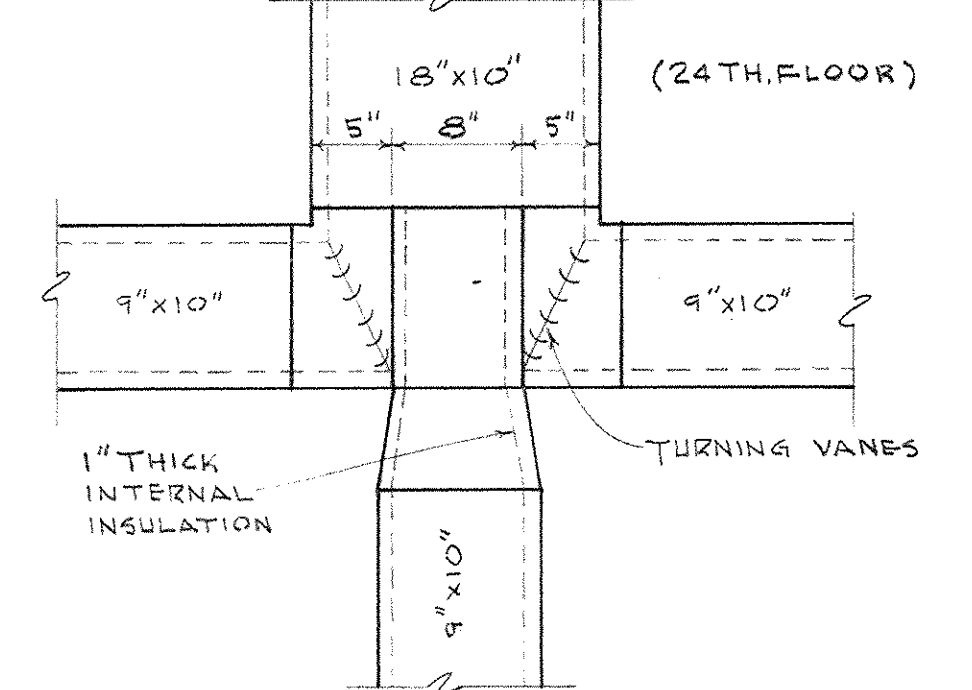 18"x10"
(24TH. FLOOR)
5" 8" 5"
9"x10"
9"x10"
TURNING VANES
1" THICK
INTERNAL
INSULATION
9"x10"